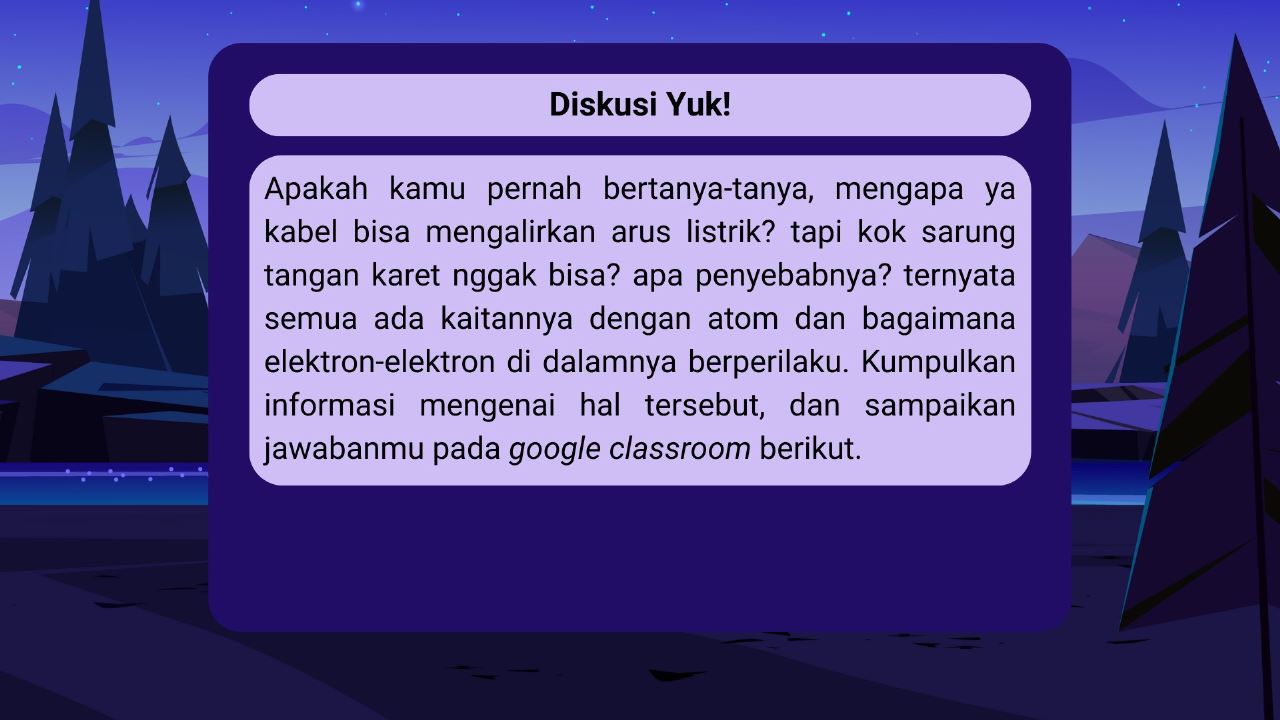 Diskusi Yuk!
Apakah kamu pernah bertanya-tanya, mengapa ya
kabel bisa mengalirkan arus listrik? tapi kok sarung
tangan karet nggak bisa? apa penyebabnya? ternyata
semua ada kaitannya dengan atom dan bagaimana
elektron-elektron di dalamnya berperilaku. Kumpulkan
informasi mengenai hal tersebut, dan sampaikan
jawabanmu pada google classroom berikut.